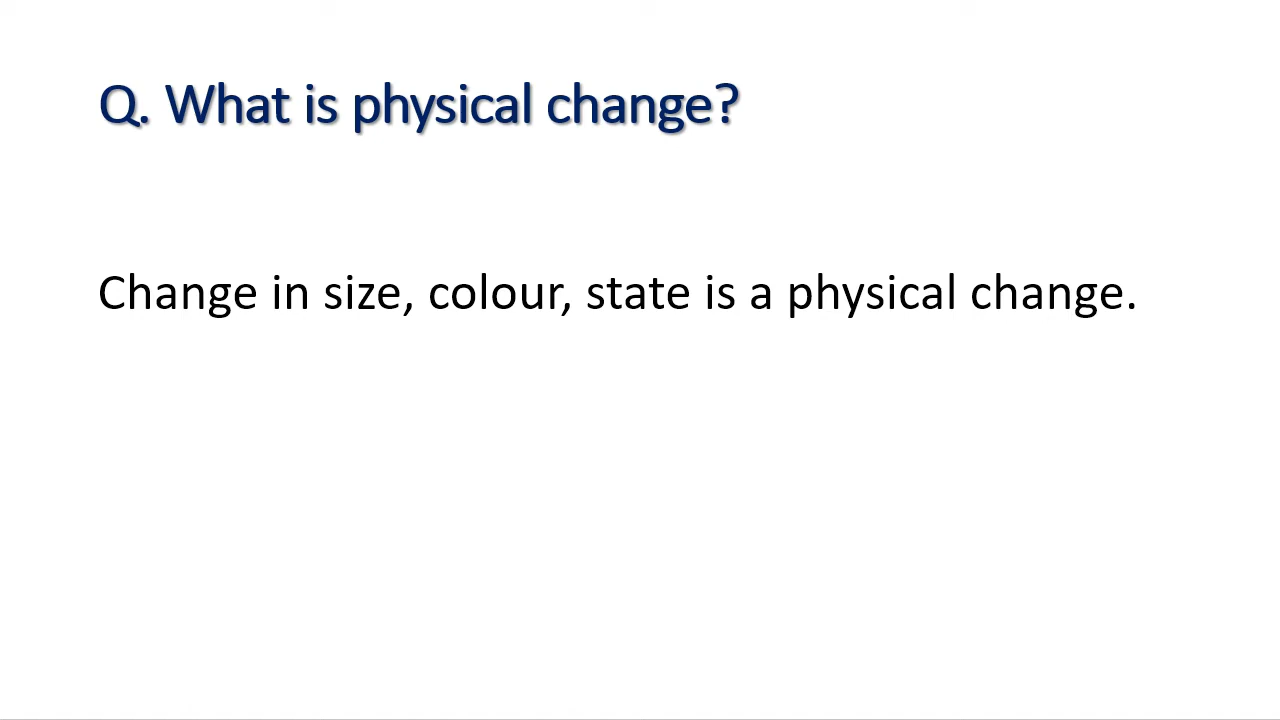 Q. What is physical change?
Change in size, colour, state is a physical change.